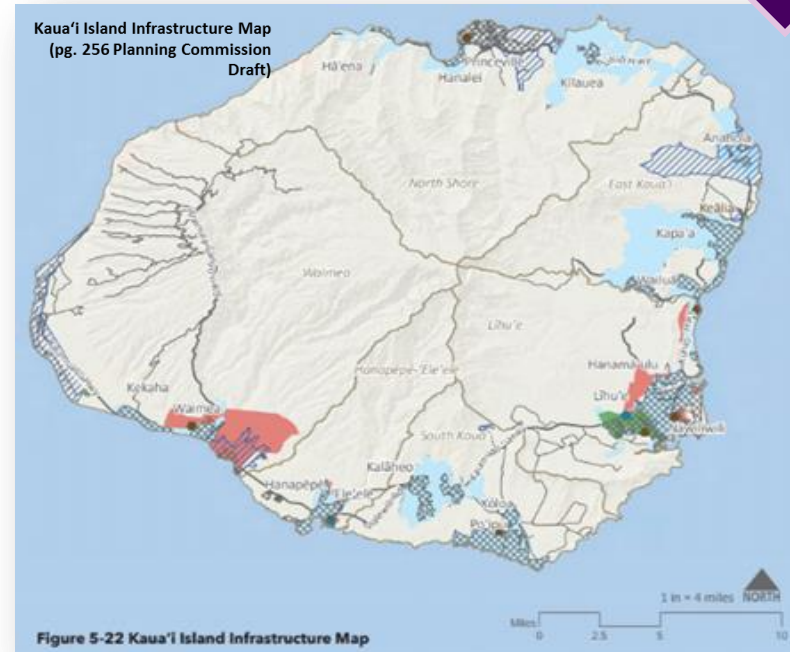 Kaua‘i Island Infrastructure Map
(pg. 256 Planning Commission
Draft)
Hā'ena
Princeville
Hanalei
Kīlauea
Anahola
North Shore
East Kaua'i
Keālia
Kapa'a
Wailua
Waimea
Līhu'e
Hanapēpē-'Ele'ele
Hanamā'ulu
Kekaha
Waimea
Līhu'e
Nāwiliwili
South Kaua'i
Kalāheo
Hanapēpē
'Ele'ele
Kōloa
Po'ipū
1 in = 4 miles NORTH
Miles
0 2.5 5 10
Figure 5-22 Kaua'i Island Infrastructure Map